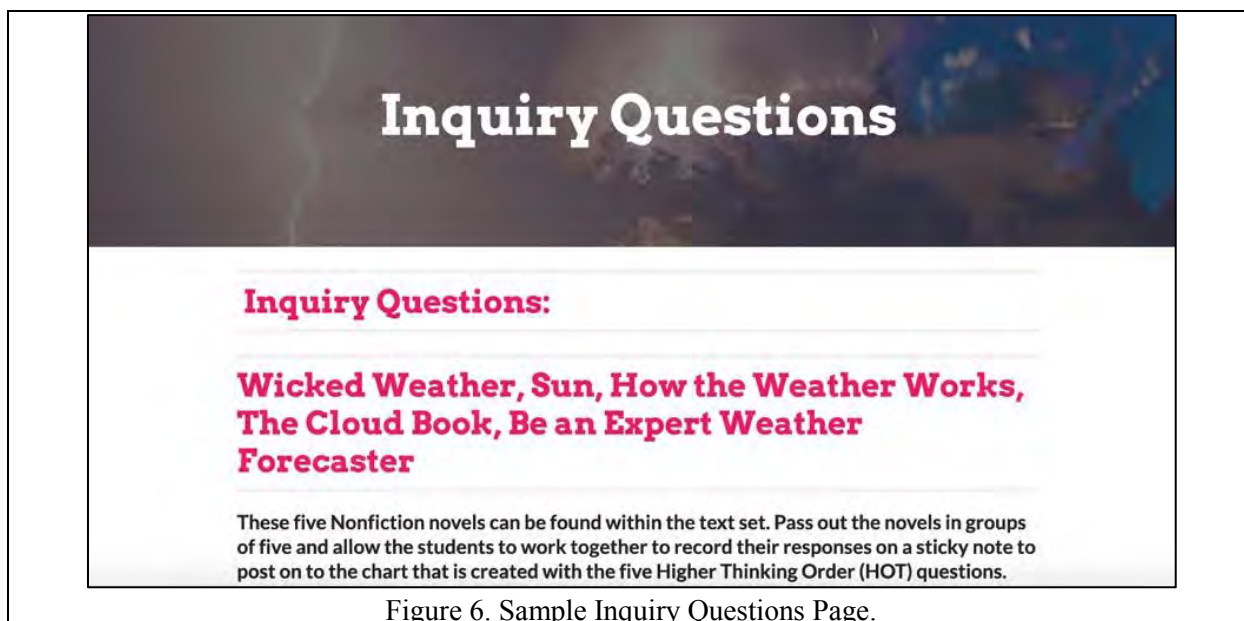 Inquiry Questions
Inquiry Questions:
Wicked Weather, Sun, How the Weather Works,
The Cloud Book, Be an Expert Weather
Forecaster
These five Nonfiction novels can be found within the text set. Pass out the novels in groups
of five and allow the students to work together to record their responses on a sticky note to
post on to the chart that is created with the five Higher Thinking Order (HOT) questions.
Figure 6. Sample Inquiry Questions Page.